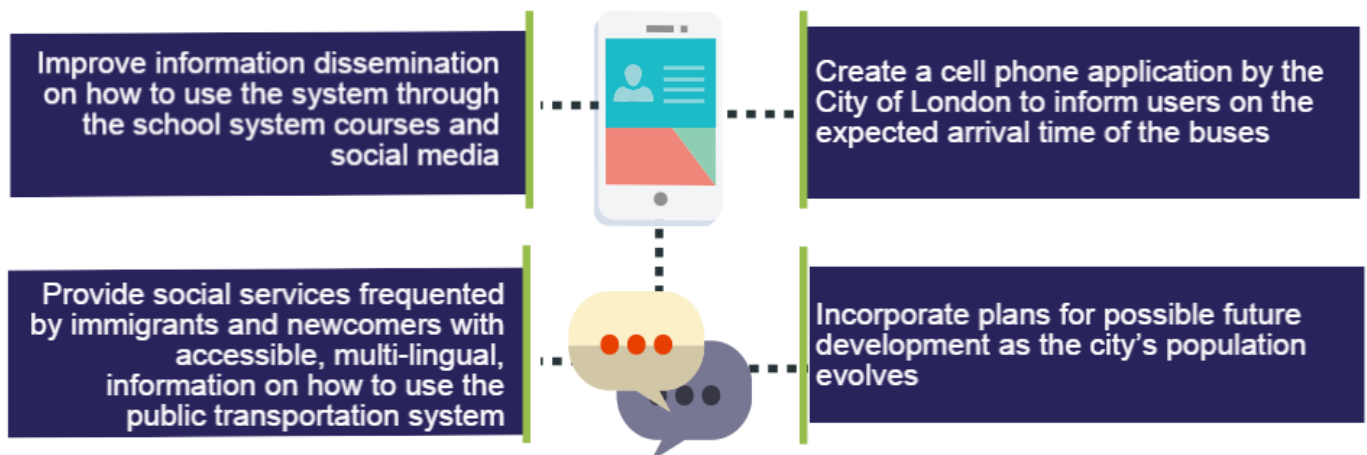 Improve information dissemination
on how to use the system through
the school system courses and
social media
Create a cell phone application by the
City of London to inform users on the
expected arrival time of the buses
Provide social services frequented
by immigrants and newcomers with
accessible, multi-lingual,
information on how to use the
public transportation system
Incorporate plans for possible future
development as the city's population
evolves